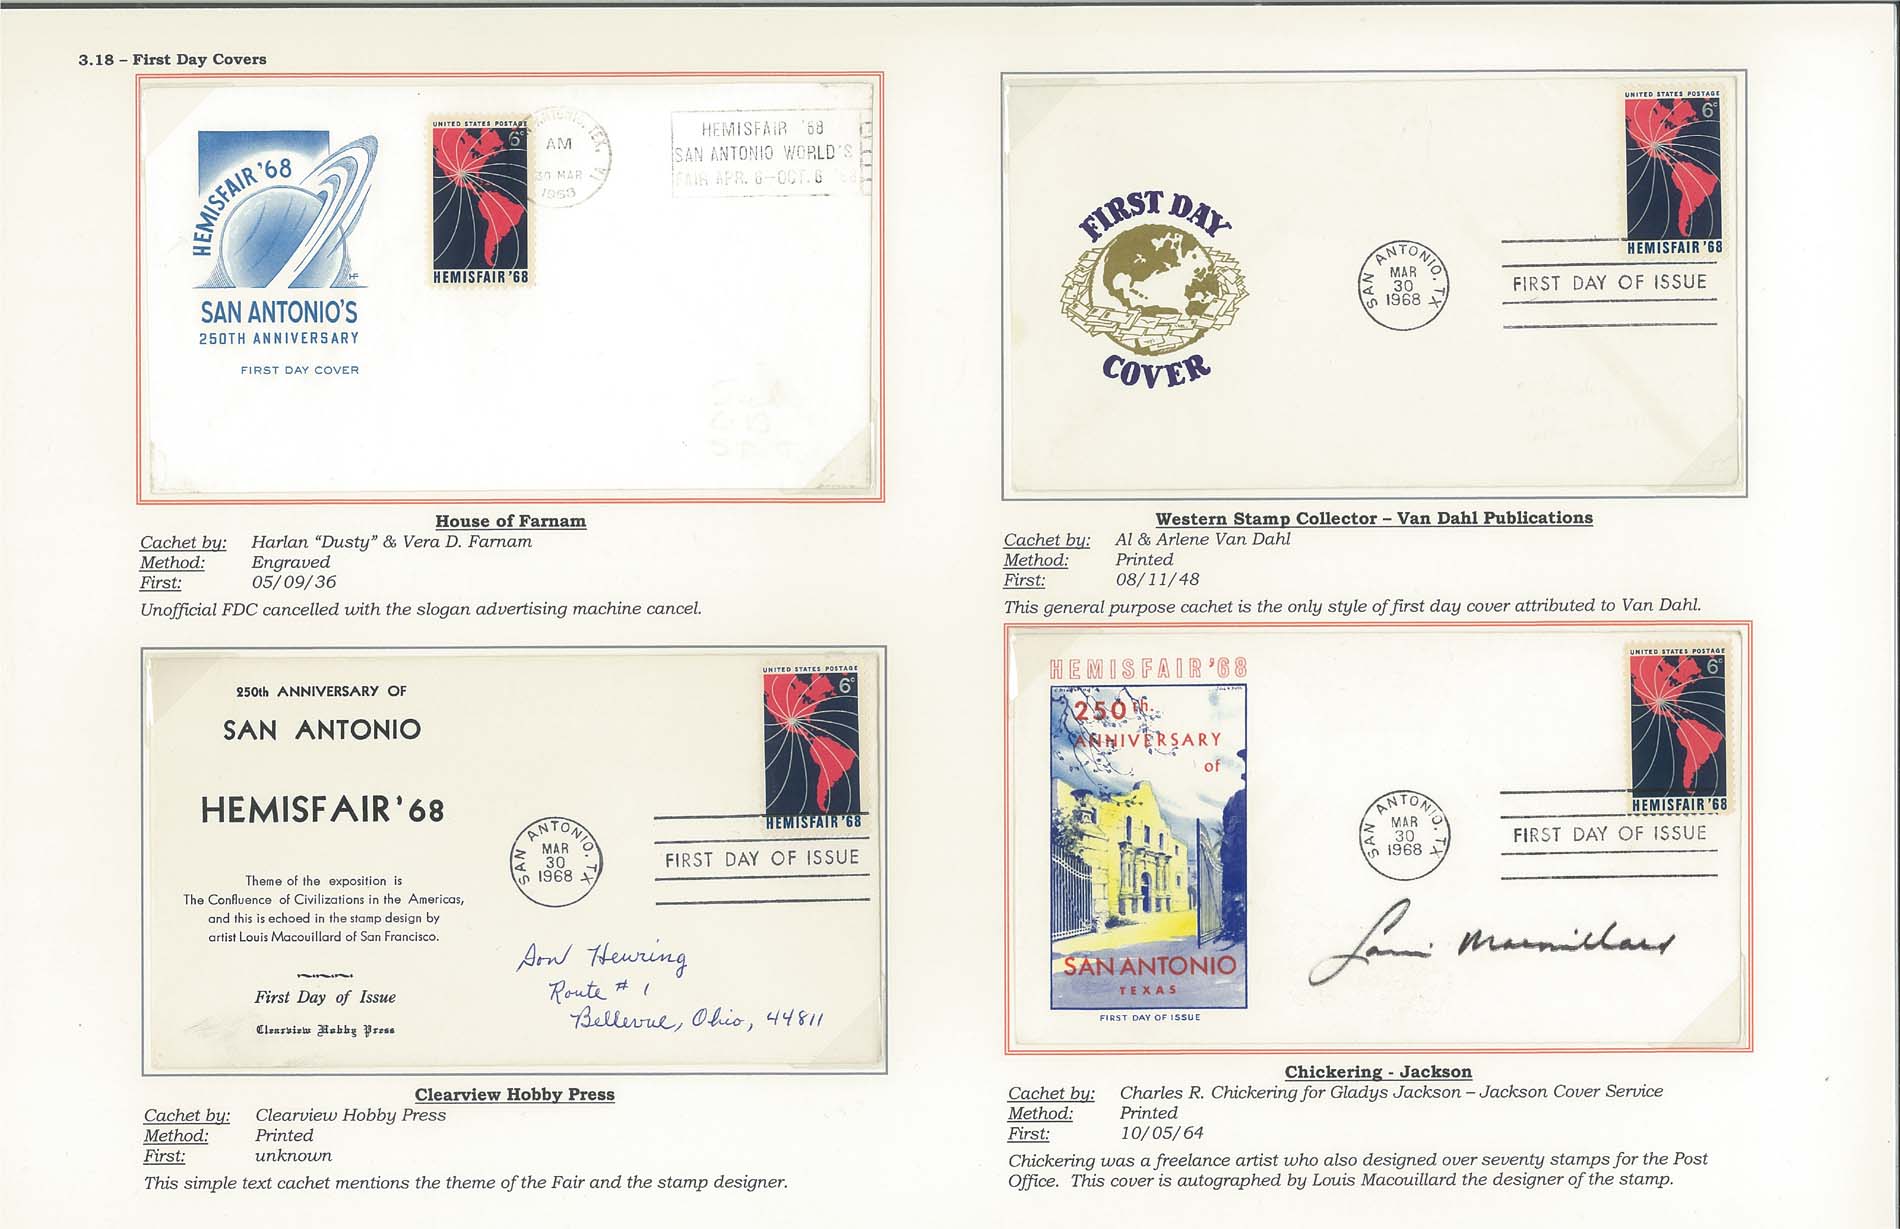 3.18 – First Day Covers
HEMISFAIR '68
SAN ANTONIO'S
250TH ANNIVERSARY
FIRST DAY COVER
HF
UNITED STATES POSTAGE
6c
HEMISFAIR '68
ANTONIO, TEX.
AM
30 MAR
1968
HEMISFAIR '68
SAN ANTONIO WORLD'S
FAIR APR. 6–OCT. 6 '68
House of Farnam
Cachet by: Harlan “Dusty” & Vera D. Farnam
Method: Engraved
First: 05/09/36
Unofficial FDC cancelled with the slogan advertising machine cancel.
FIRST DAY
COVER
SAN ANTONIO, TX
MAR
30
1968
UNITED STATES POSTAGE
6c
HEMISFAIR '68
FIRST DAY OF ISSUE
Western Stamp Collector – Van Dahl Publications
Cachet by: Al & Arlene Van Dahl
Method: Printed
First: 08/11/48
This general purpose cachet is the only style of first day cover attributed to Van Dahl.
250th ANNIVERSARY OF
SAN ANTONIO
HEMISFAIR '68
Theme of the exposition is
The Confluence of Civilizations in the Americas,
and this is echoed in the stamp design by
artist Louis Macouillard of San Francisco.
First Day of Issue
Clearview Hobby Press
UNITED STATES POSTAGE
6c
HEMISFAIR '68
SAN ANTONIO, TX
MAR
30
1968
FIRST DAY OF ISSUE
Don Hewring
Route # 1
Bellevue, Ohio, 44811
Clearview Hobby Press
Cachet by: Clearview Hobby Press
Method: Printed
First: unknown
This simple text cachet mentions the theme of the Fair and the stamp designer.
HEMISFAIR '68
250th.
ANNIVERSARY
of
SAN ANTONIO
TEXAS
FIRST DAY OF ISSUE
UNITED STATES POSTAGE
6c
HEMISFAIR '68
SAN ANTONIO, TX
MAR
30
1968
FIRST DAY OF ISSUE
Louis Macouillard
Chickering - Jackson
Cachet by: Charles R. Chickering for Gladys Jackson – Jackson Cover Service
Method: Printed
First: 10/05/64
Chickering was a freelance artist who also designed over seventy stamps for the Post
Office. This cover is autographed by Louis Macouillard the designer of the stamp.